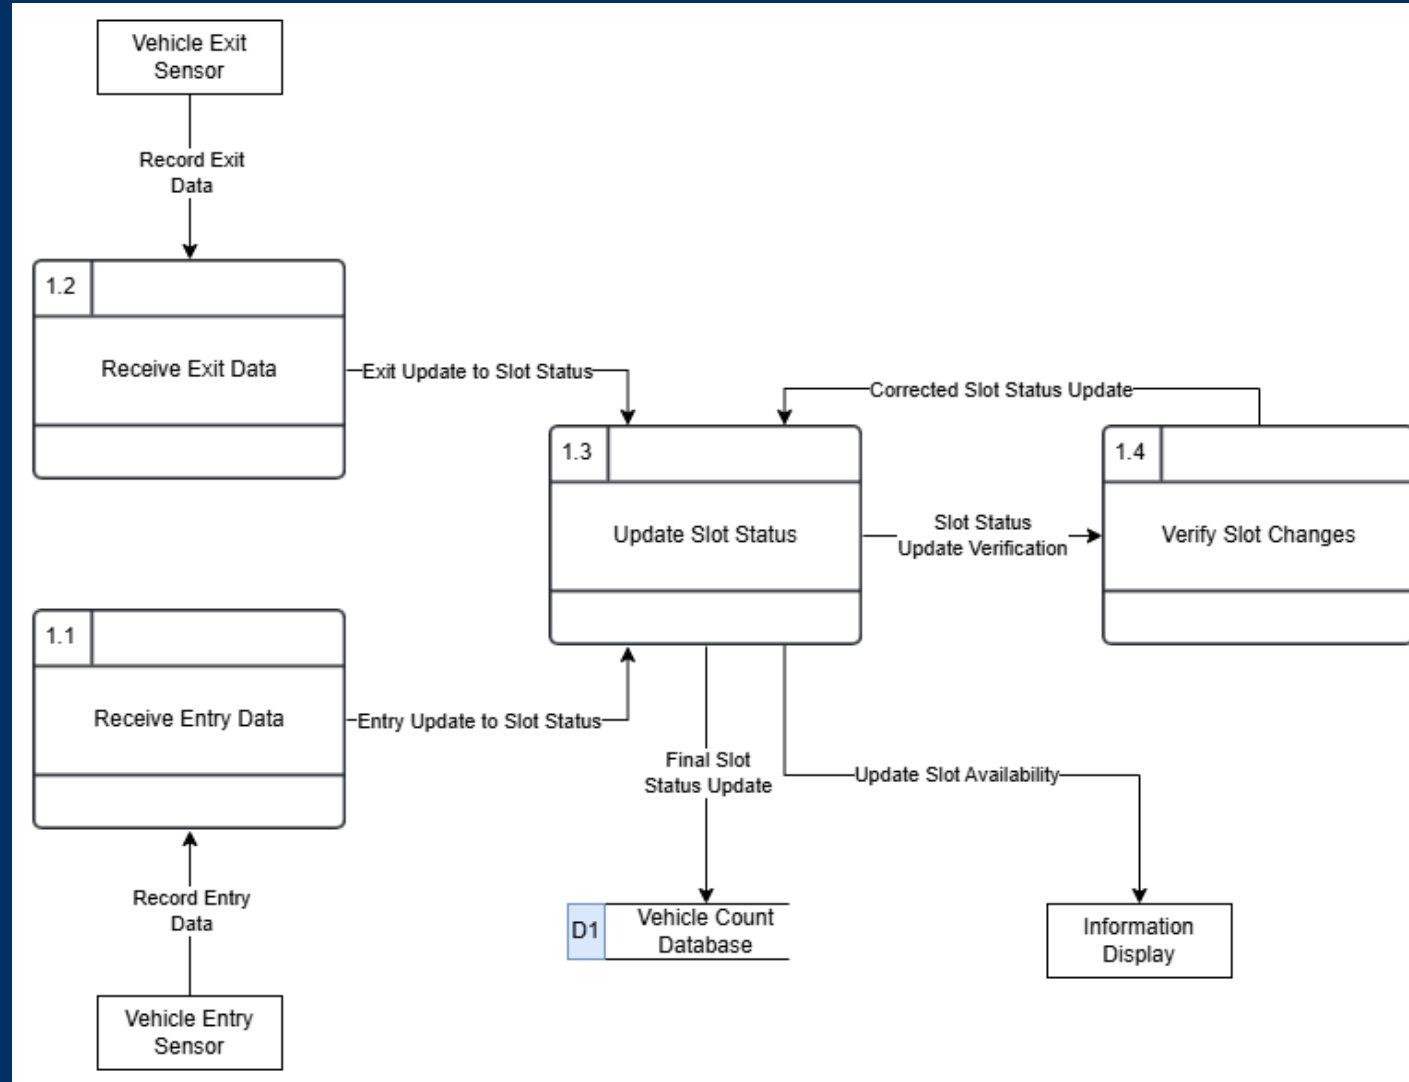 Vehicle Exit
Sensor
Record Exit
Data
1.2
Receive Exit Data
Exit Update to Slot Status
Corrected Slot Status Update
1.3
Update Slot Status
Slot Status
Update Verification
1.4
Verify Slot Changes
1.1
Receive Entry Data
Entry Update to Slot Status
Final Slot
Status Update
Update Slot Availability
Record Entry
Data
D1
Vehicle Count
Database
Information
Display
Vehicle Entry
Sensor